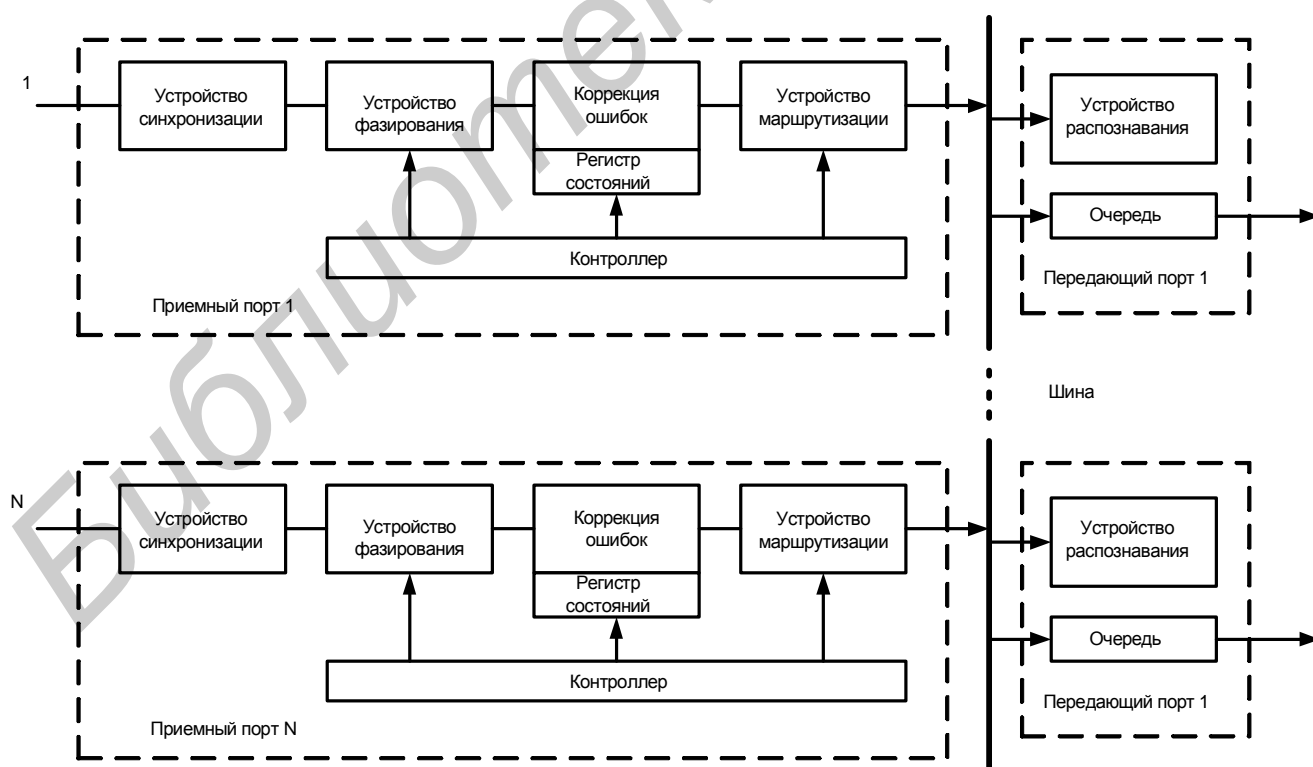 1
Устройство
синхронизации
Устройство
фазирования
Коррекция
ошибок
Регистр
состояний
Устройство
маршрутизации
Контроллер
Приемный порт 1
Устройство
распознавания
Очередь
Передающий порт 1
Шина
N
Устройство
синхронизации
Устройство
фазирования
Коррекция
ошибок
Регистр
состояний
Устройство
маршрутизации
Контроллер
Приемный порт N
Устройство
распознавания
Очередь
Передающий порт 1